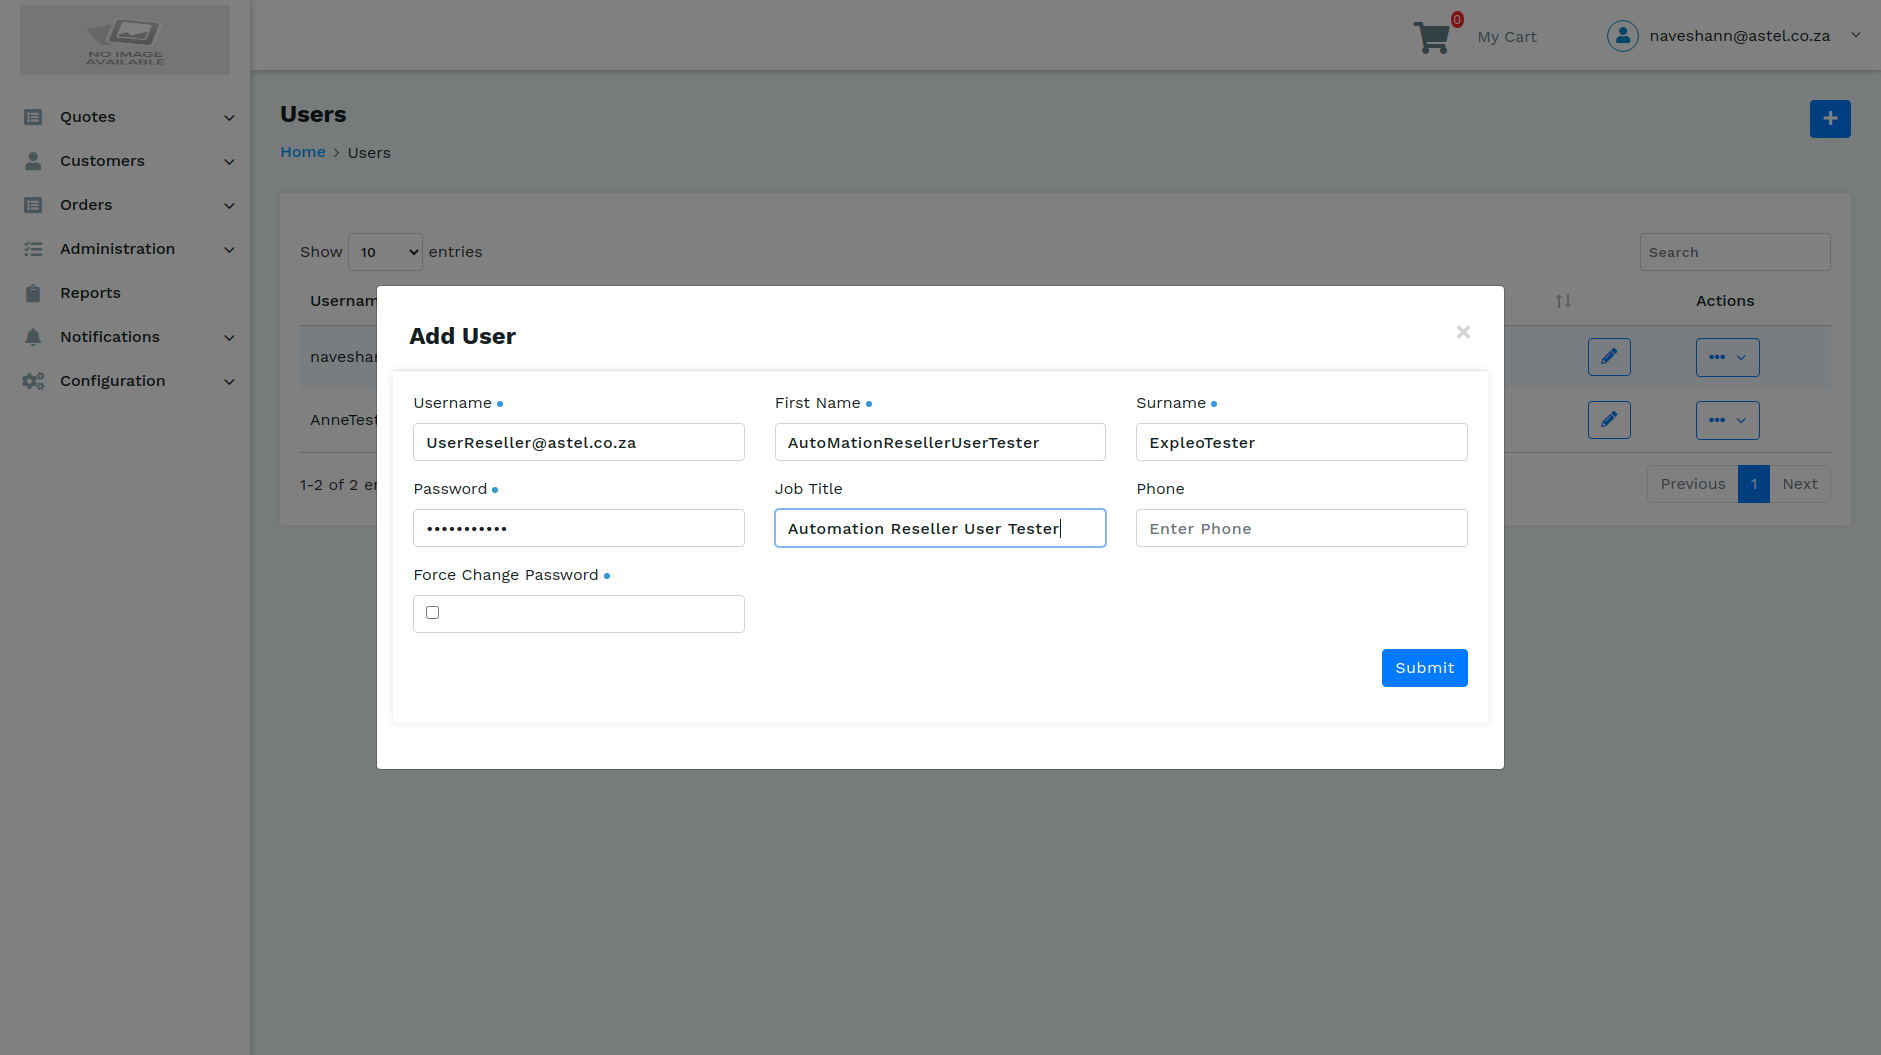 NO IMAGE
AVAILABLE
0
My Cart
naveshann@astel.co.za
Quotes
Customers
Orders
Administration
Reports
Notifications
Configuration
Users
Home > Users
Show 10 entries
Search
Usernam
Actions
naveshan
AnneTest
1-2 of 2 en
Previous 1 Next
Add User
×
Username
First Name
Surname
UserReseller@astel.co.za
AutoMationResellerUserTester
ExpleoTester
Password
Job Title
Phone
•••••••••••
Automation Reseller User Tester
Enter Phone
Force Change Password
Submit